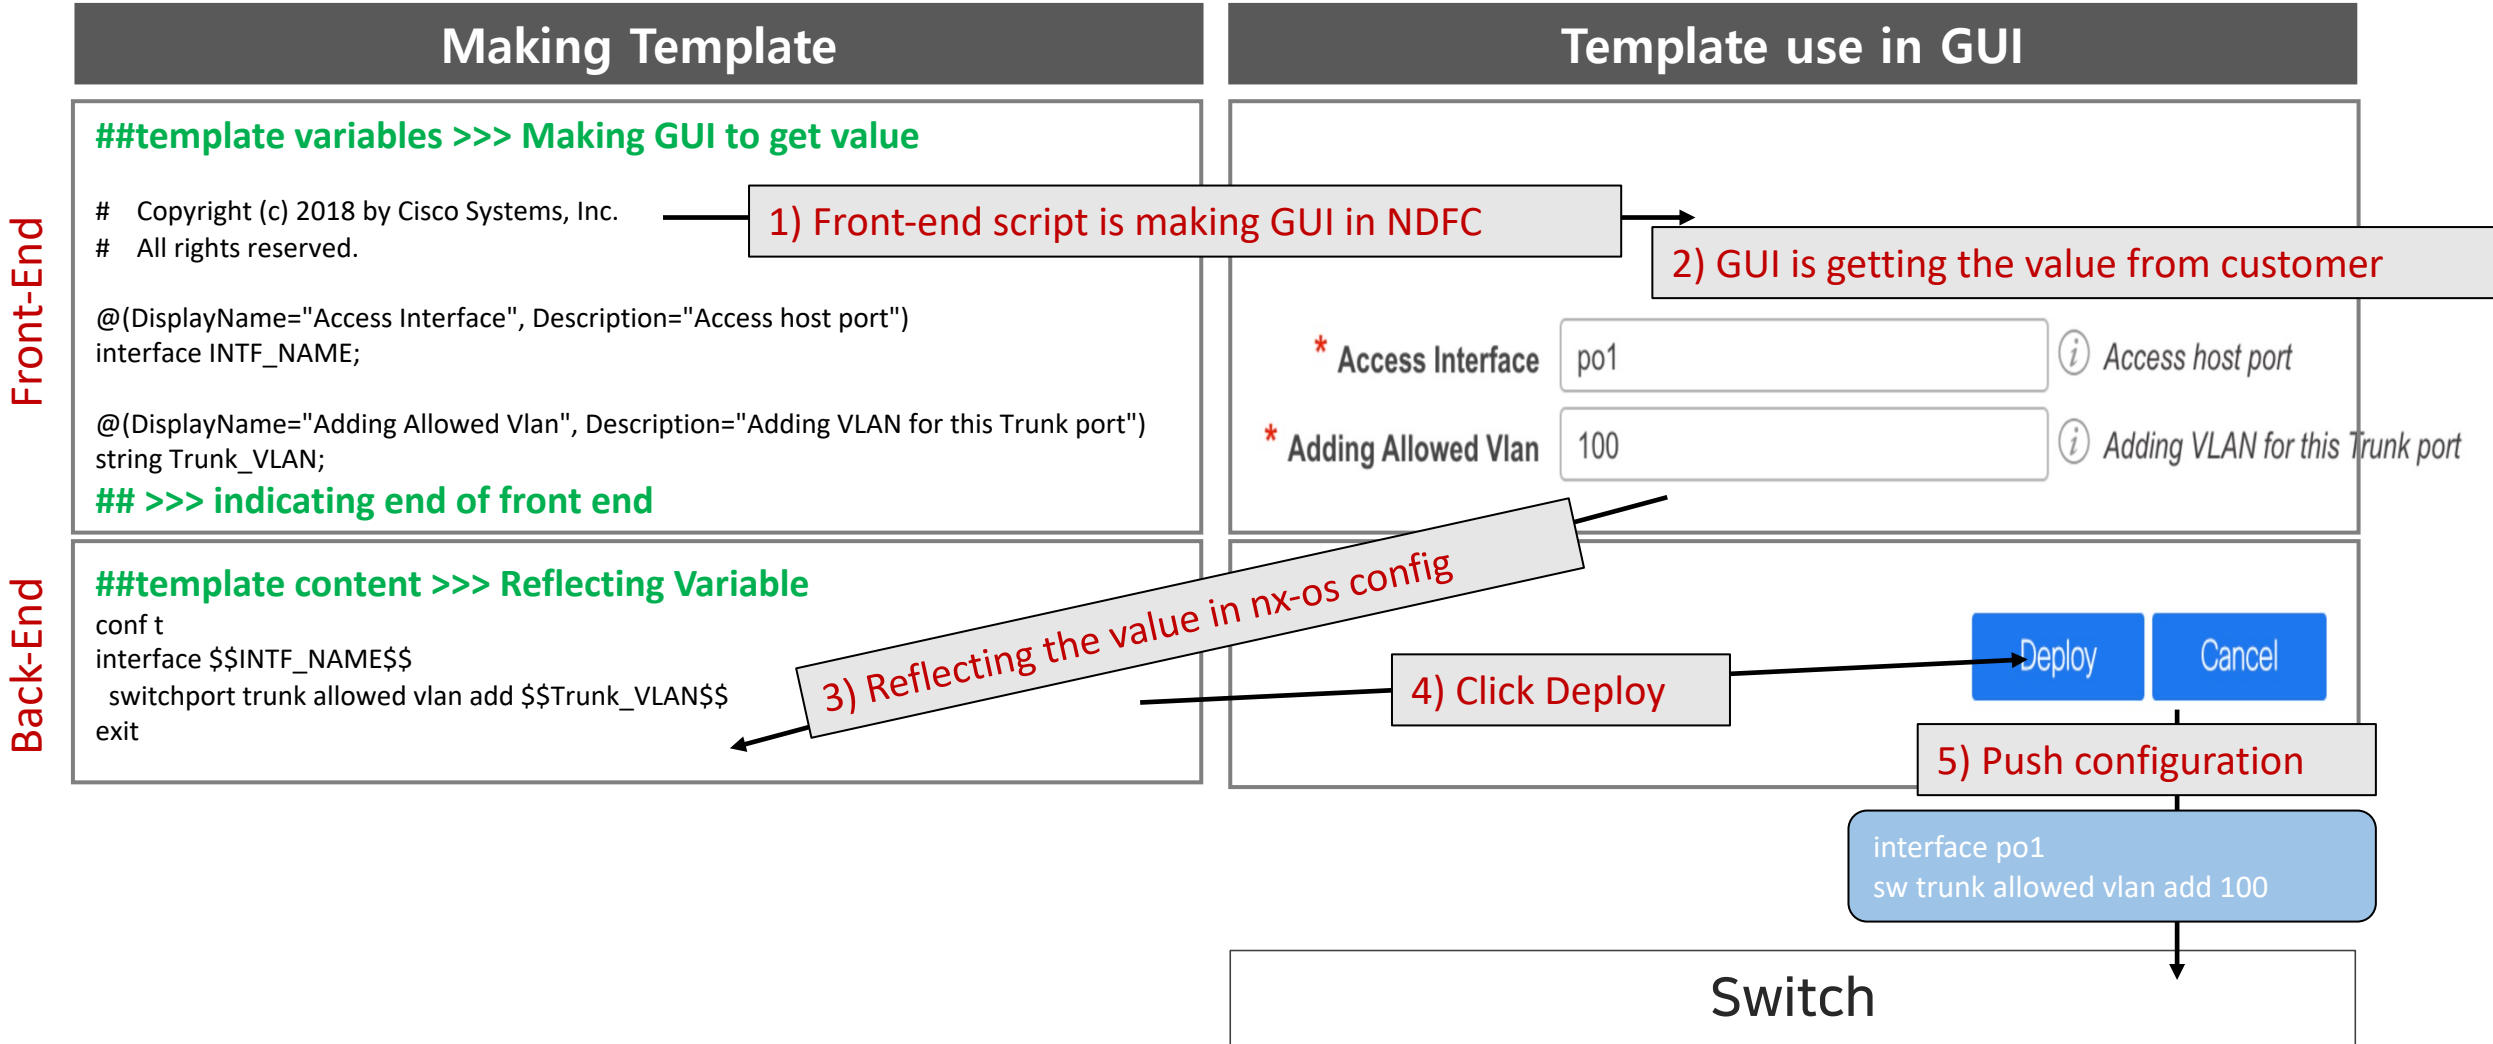 Making Template
Template use in GUI
Front-End
##template variables >>> Making GUI to get value
# Copyright (c) 2018 by Cisco Systems, Inc.
# All rights reserved.
@(DisplayName="Access Interface", Description="Access host port")
interface INTF_NAME;
@(DisplayName="Adding Allowed Vlan", Description="Adding VLAN for this Trunk port")
string Trunk_VLAN;
## >>> indicating end of front end
1) Front-end script is making GUI in NDFC
2) GUI is getting the value from customer
* Access Interface po1 i Access host port
* Adding Allowed Vlan 100 i Adding VLAN for this Trunk port
Back-End
##template content >>> Reflecting Variable
conf t
interface $$INTF_NAME$$
switchport trunk allowed vlan add $$Trunk_VLAN$$
exit
3) Reflecting the value in nx-os config
4) Click Deploy
Deploy Cancel
5) Push configuration
interface po1
sw trunk allowed vlan add 100
Switch